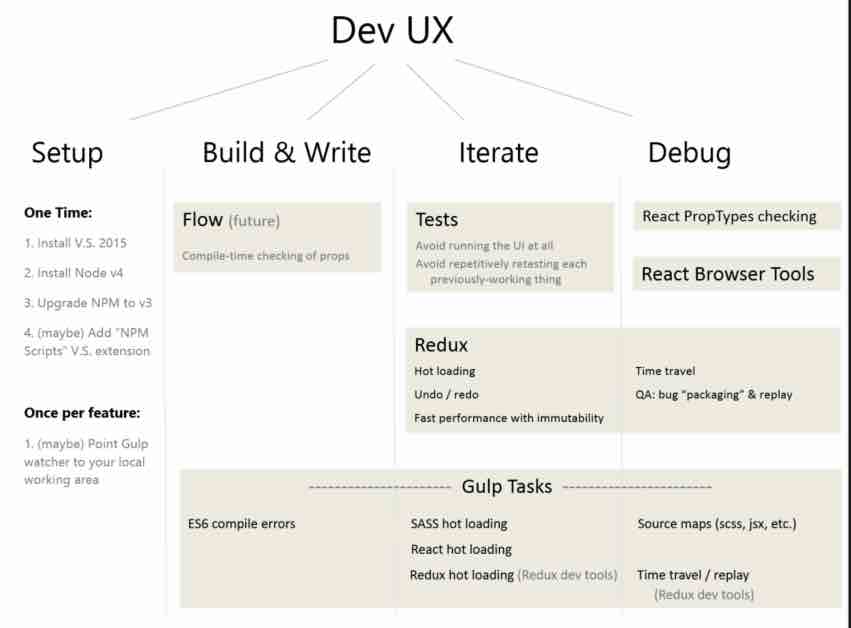 Dev UX
Setup
Build & Write
Iterate
Debug
One Time:
1. Install V.S. 2015
2. Install Node v4
3. Upgrade NPM to v3
4. (maybe) Add "NPM
Scripts" V.S. extension
Once per feature:
1. (maybe) Point Gulp
watcher to your local
working area
Flow (future)
Compile-time checking of props
Tests
Avoid running the UI at all
Avoid repetitively retesting each
previously-working thing
React PropTypes checking
React Browser Tools
Redux
Hot loading
Undo / redo
Fast performance with immutability
Time travel
QA: bug "packaging" & replay
Gulp Tasks
ES6 compile errors
SASS hot loading
React hot loading
Redux hot loading (Redux dev tools)
Source maps (scss, jsx, etc.)
Time travel / replay
(Redux dev tools)